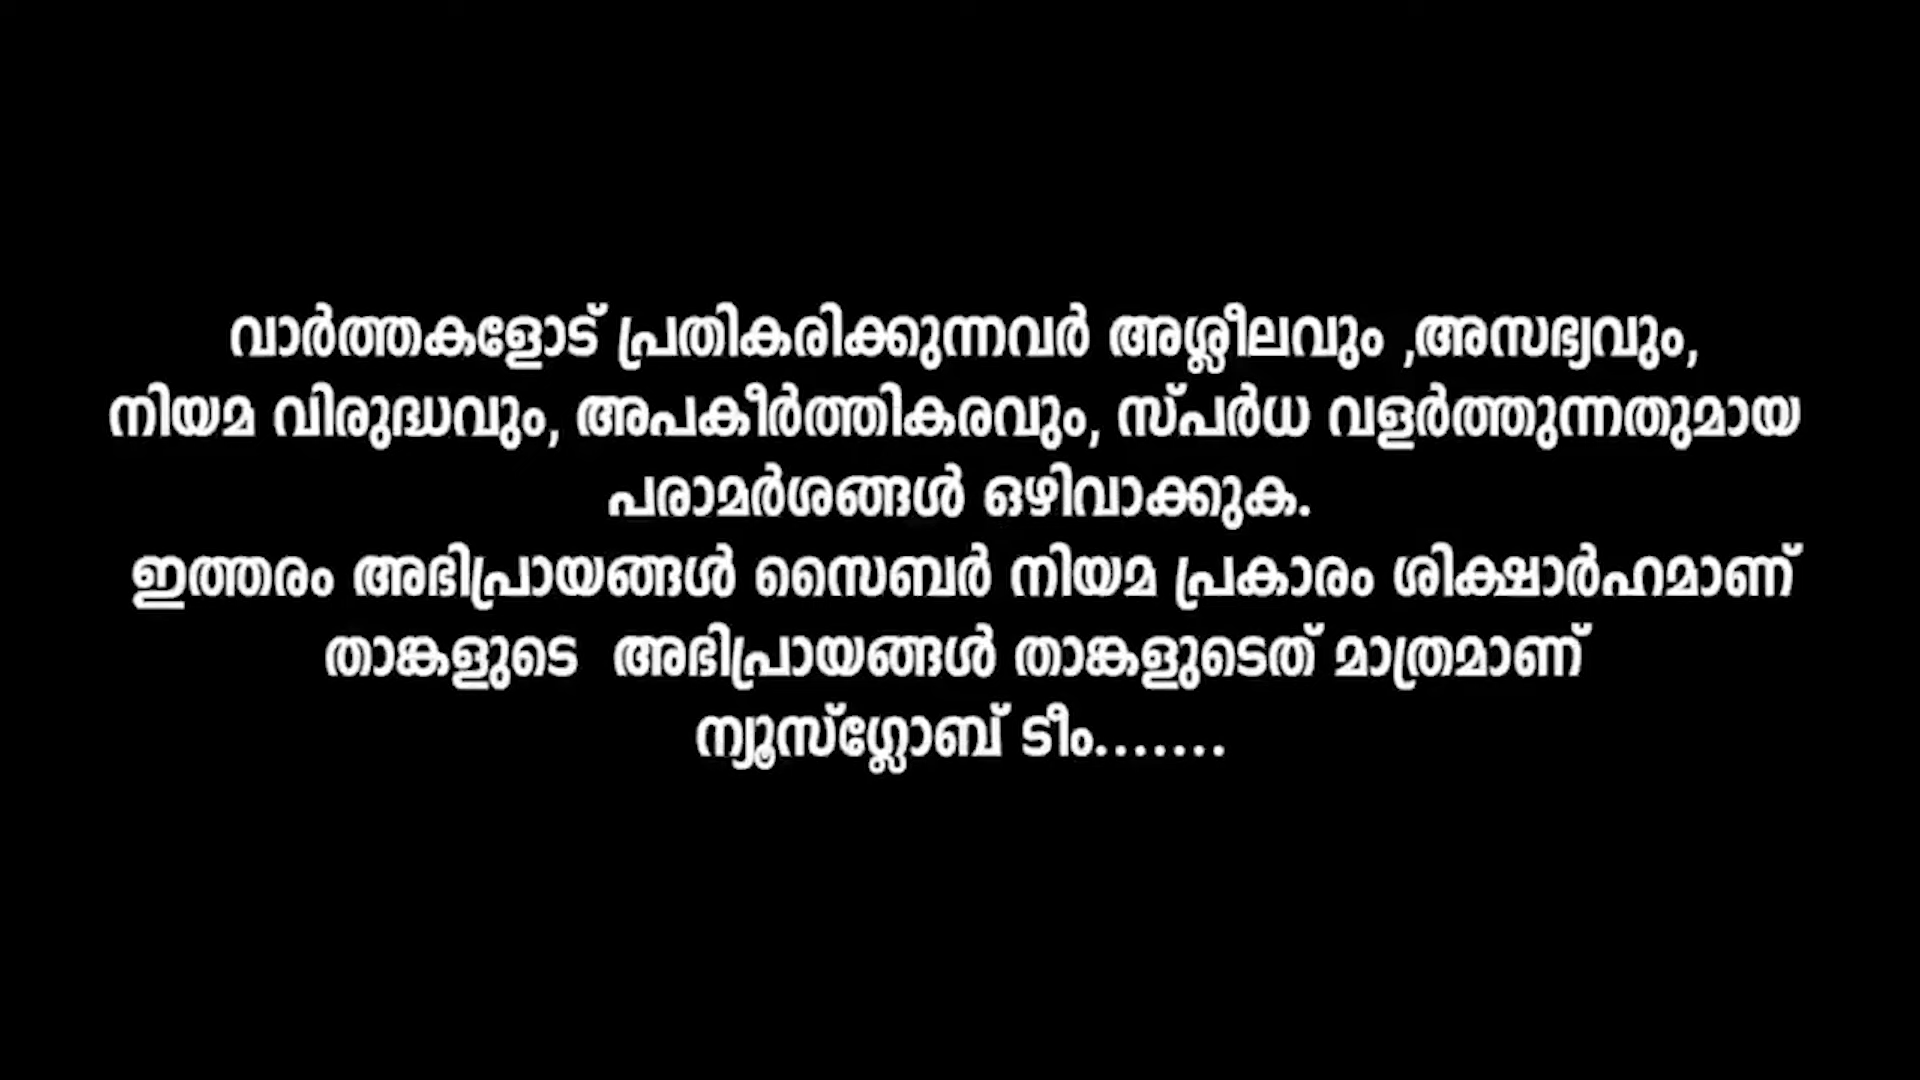 വാർത്തകളോട് പ്രതികരിക്കുന്നവർ അശ്ലീലവും ,അസഭ്യവും,
നിയമ വിരുദ്ധവും, അപകീർത്തികരവും, സ്പർധ വളർത്തുന്നതുമായ
പരാമർശങ്ങൾ ഒഴിവാക്കുക.
ഇത്തരം അഭിപ്രായങ്ങൾ സൈബർ നിയമ പ്രകാരം ശിക്ഷാർഹമാണ്
താങ്കളുടെ  അഭിപ്രായങ്ങൾ താങ്കളുടെത് മാത്രമാണ്
ന്യൂസ്ഗ്ലോബ് ടീം.......